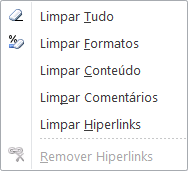 Limpar Tudo
Limpar Formatos
Limpar Conteúdo
Limpar Comentários
Limpar Hiperlinks
Remover Hiperlinks